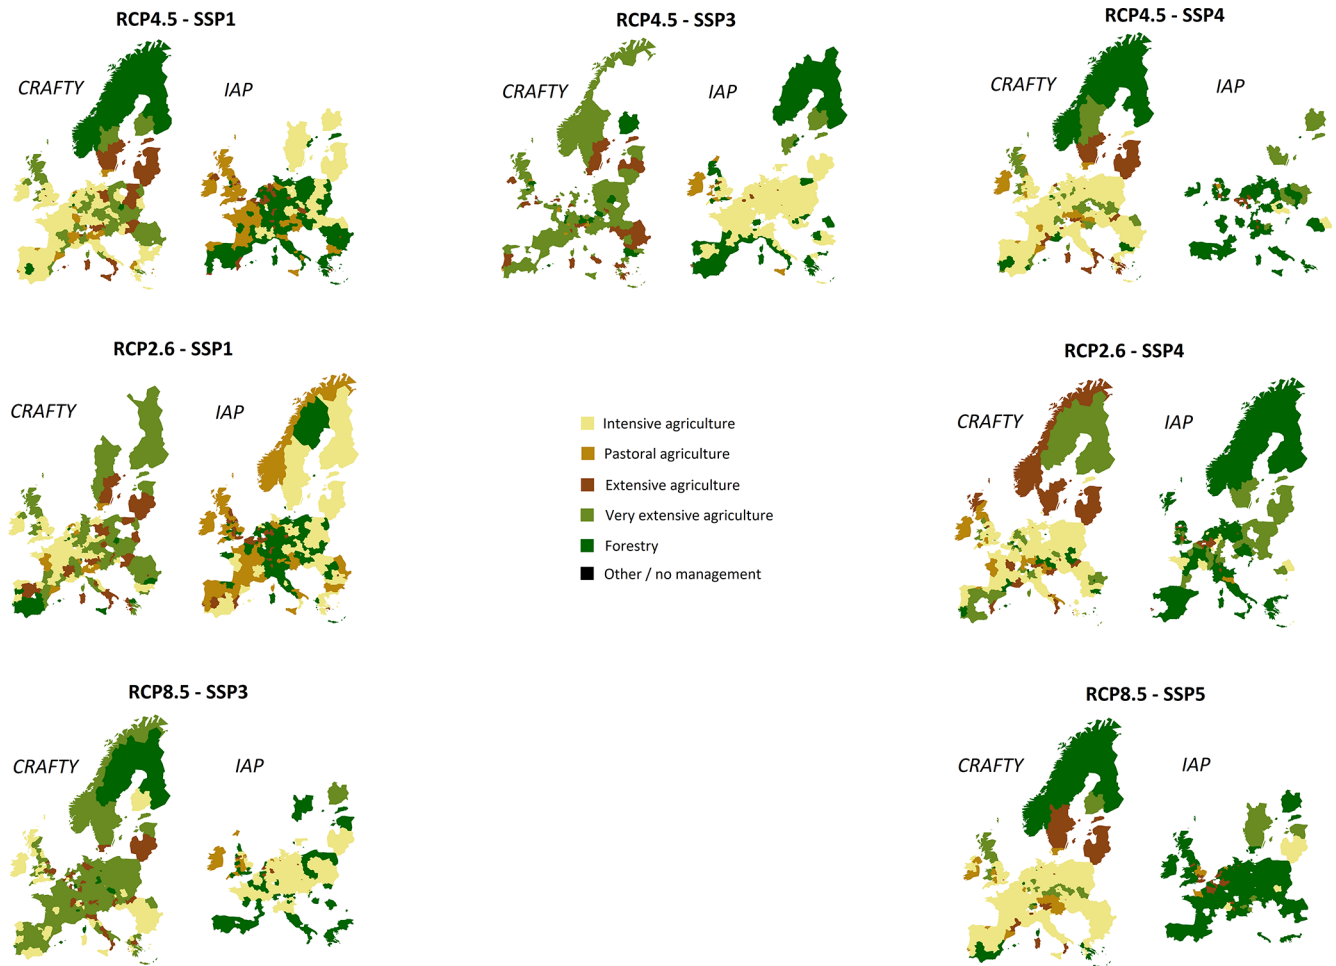 RCP4.5 - SSP1
CRAFTY
IAP
RCP4.5 - SSP3
CRAFTY
IAP
RCP4.5 - SSP4
CRAFTY
IAP
RCP2.6 - SSP1
CRAFTY
IAP
Intensive agriculture
Pastoral agriculture
Extensive agriculture
Very extensive agriculture
Forestry
Other / no management
RCP2.6 - SSP4
CRAFTY
IAP
RCP8.5 - SSP3
CRAFTY
IAP
RCP8.5 - SSP5
CRAFTY
IAP